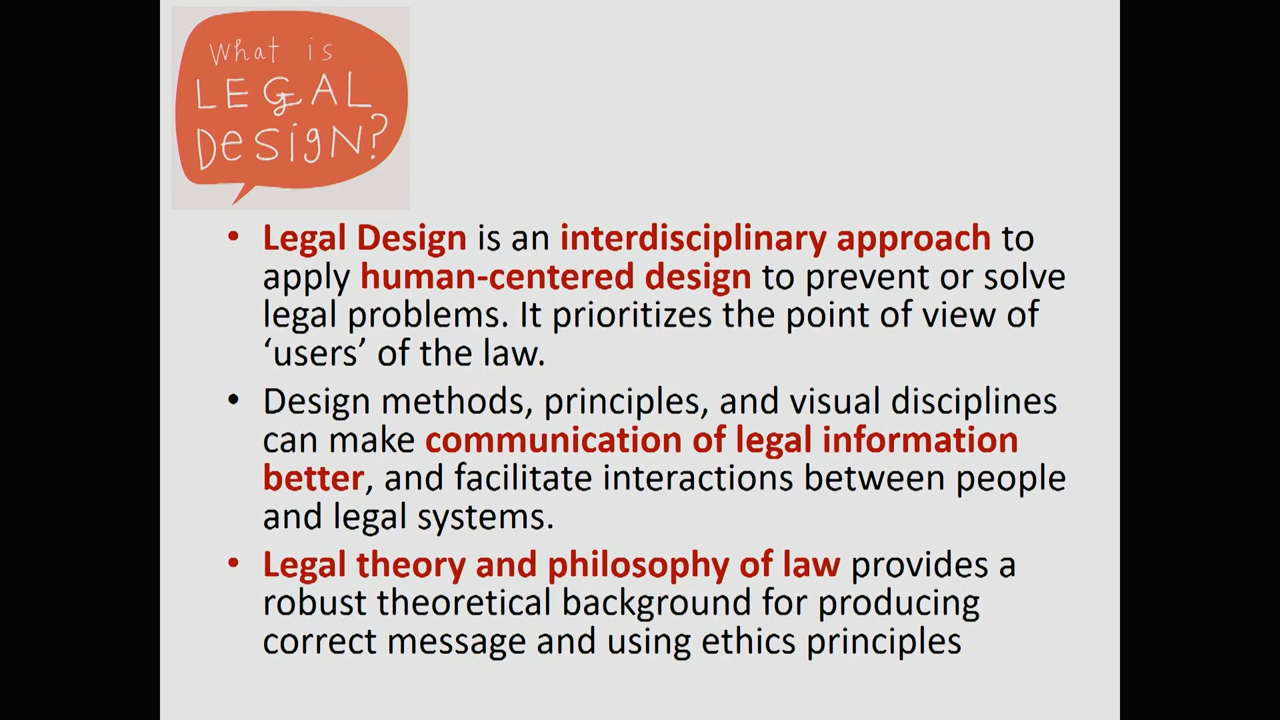 What is
LEGAL
DeSigN?
• Legal Design is an interdisciplinary approach to
apply human-centered design to prevent or solve
legal problems. It prioritizes the point of view of
‘users’ of the law.
• Design methods, principles, and visual disciplines
can make communication of legal information
better, and facilitate interactions between people
and legal systems.
• Legal theory and philosophy of law provides a
robust theoretical background for producing
correct message and using ethics principles